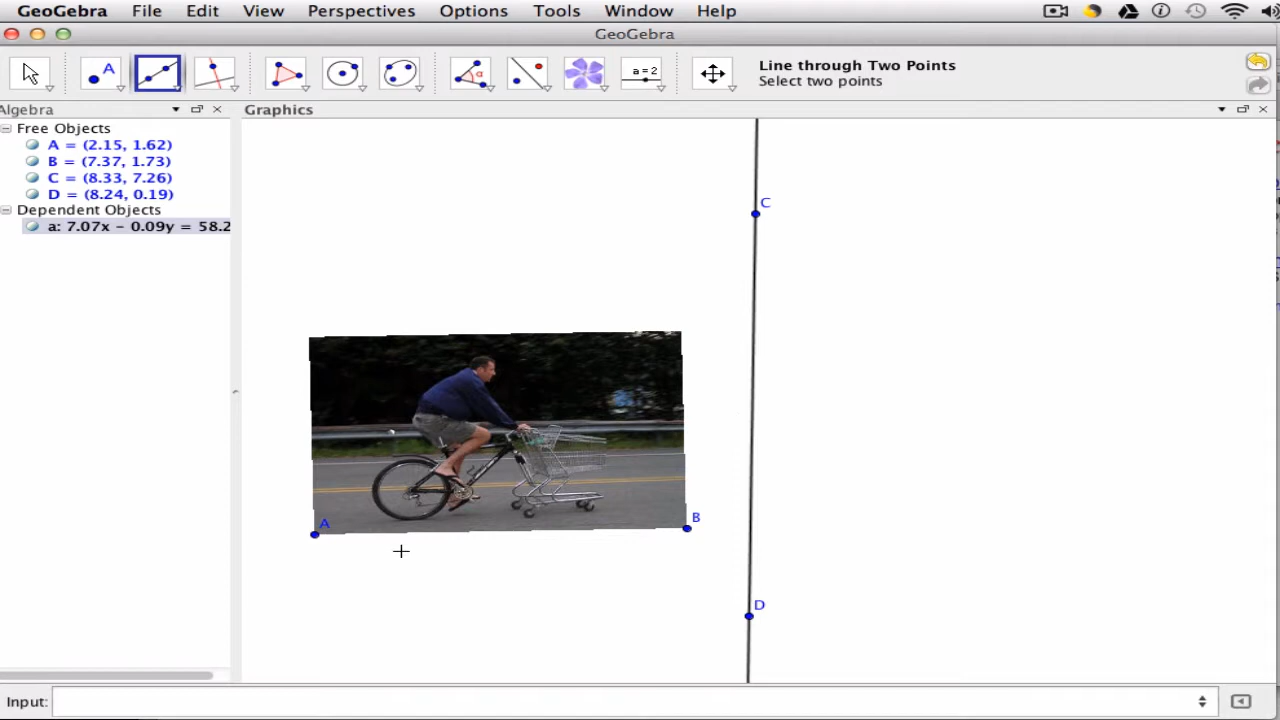 GeoGebra File Edit View Perspectives Options Tools Window Help
GeoGebra
A
α
a=2
Line through Two Points
Select two points
Algebra
Graphics
Free Objects
A = (2.15, 1.62)
B = (7.37, 1.73)
C = (8.33, 7.26)
D = (8.24, 0.19)
Dependent Objects
a: 7.07x − 0.09y = 58.2
C
A
B
D
Input: